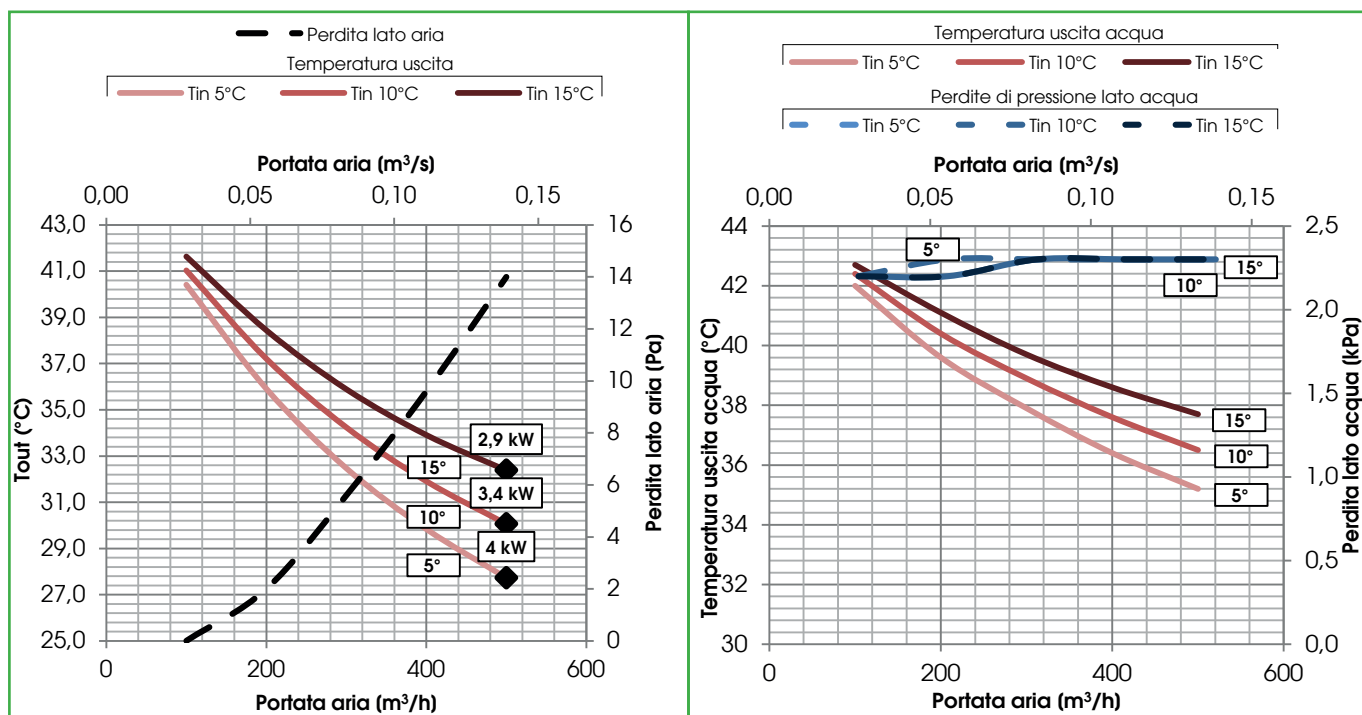 Perdita lato aria
Temperatura uscita
Tin 5°C Tin 10°C Tin 15°C
Portata aria (m³/s)
0,00 0,05 0,10 0,15
43,0
41,0
39,0
37,0
35,0
33,0
31,0
29,0
27,0
25,0
Tout (°C)
16
14
12
10
8
6
4
2
0
Perdita lato aria (Pa)
2,9 kW
15°
3,4 kW
10°
4 kW
5°
0 200 400 600
Portata aria (m³/h)
Temperatura uscita acqua
Tin 5°C Tin 10°C Tin 15°C
Perdite di pressione lato acqua
Tin 5°C Tin 10°C Tin 15°C
Portata aria (m³/s)
0,00 0,05 0,10 0,15
44
42
40
38
36
34
32
30
Temperatura uscita acqua (°C)
2,5
2,0
1,5
1,0
0,5
0,0
Perdita lato acqua (kPa)
5°
15°
10°
15°
10°
5°
0 200 400 600
Portata aria (m³/h)